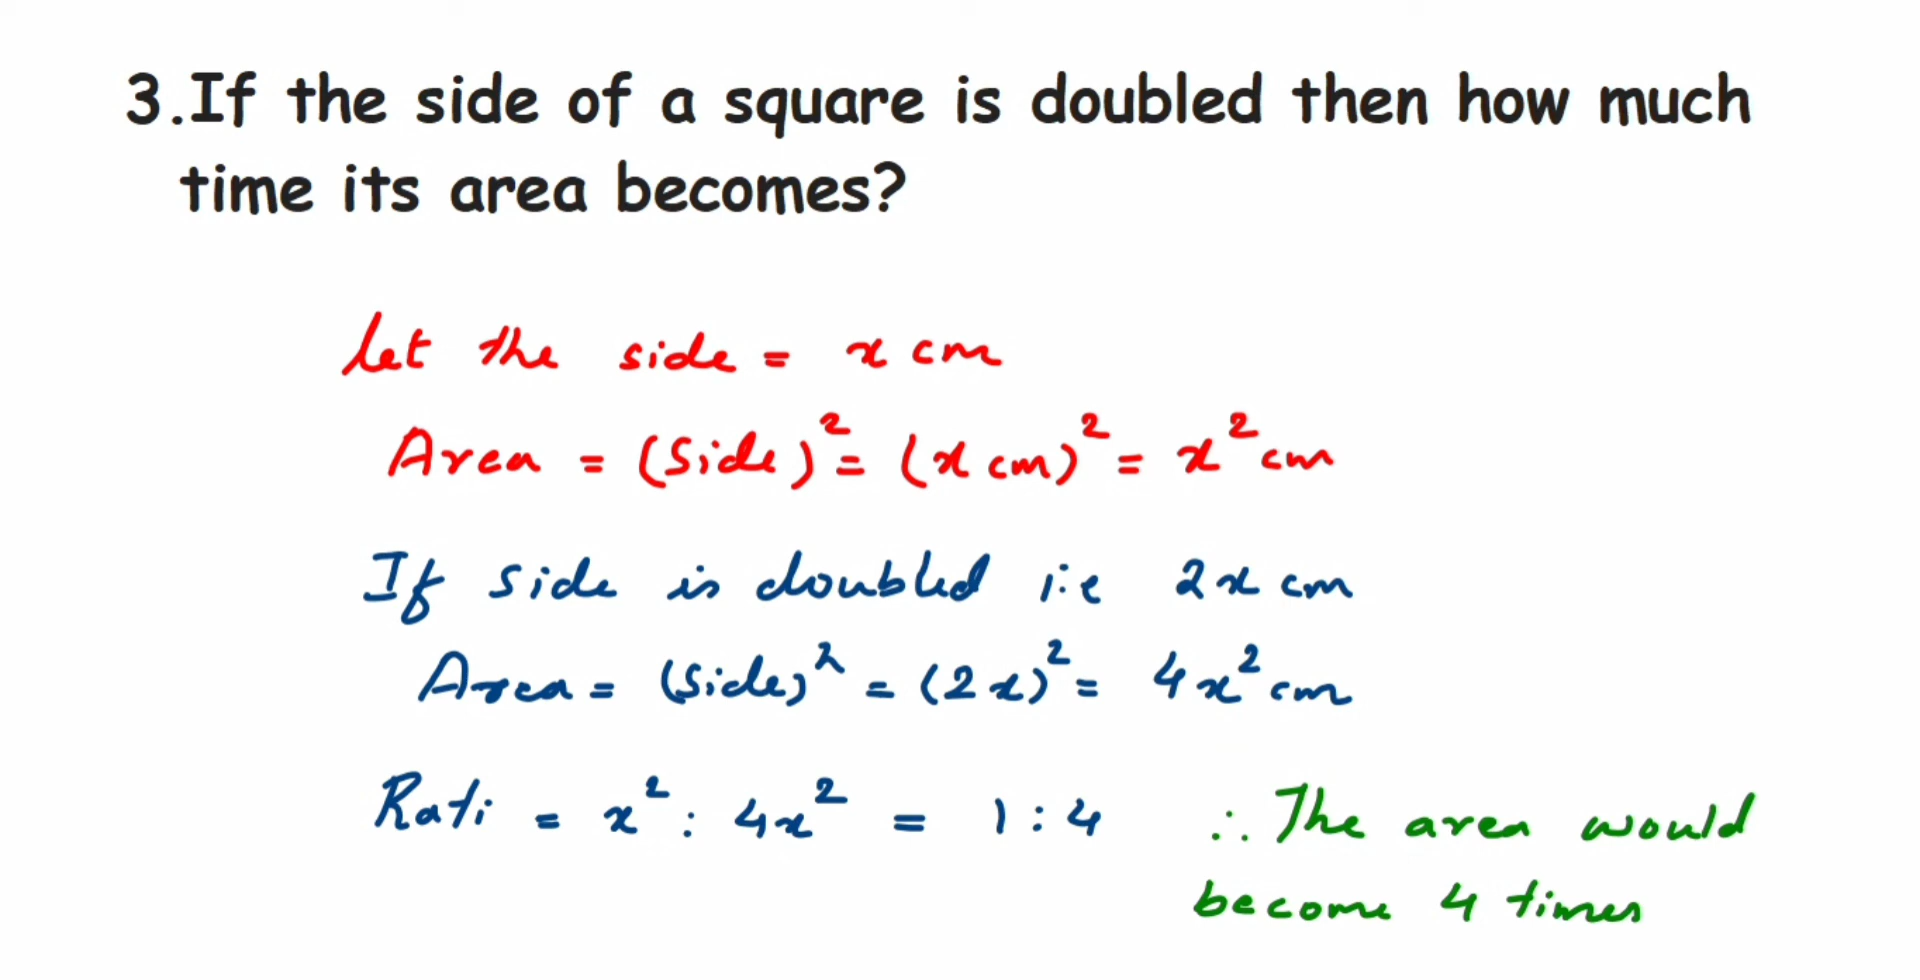 3.If the side of a square is doubled then how much
time its area becomes?
let the side = x cm
Area = (Side)² = (x cm)² = x² cm
If side is doubled i.e 2x cm
Area = (Side)² = (2x)² = 4x² cm
Rati = x² : 4x² = 1 : 4
∴ The area would
become 4 times